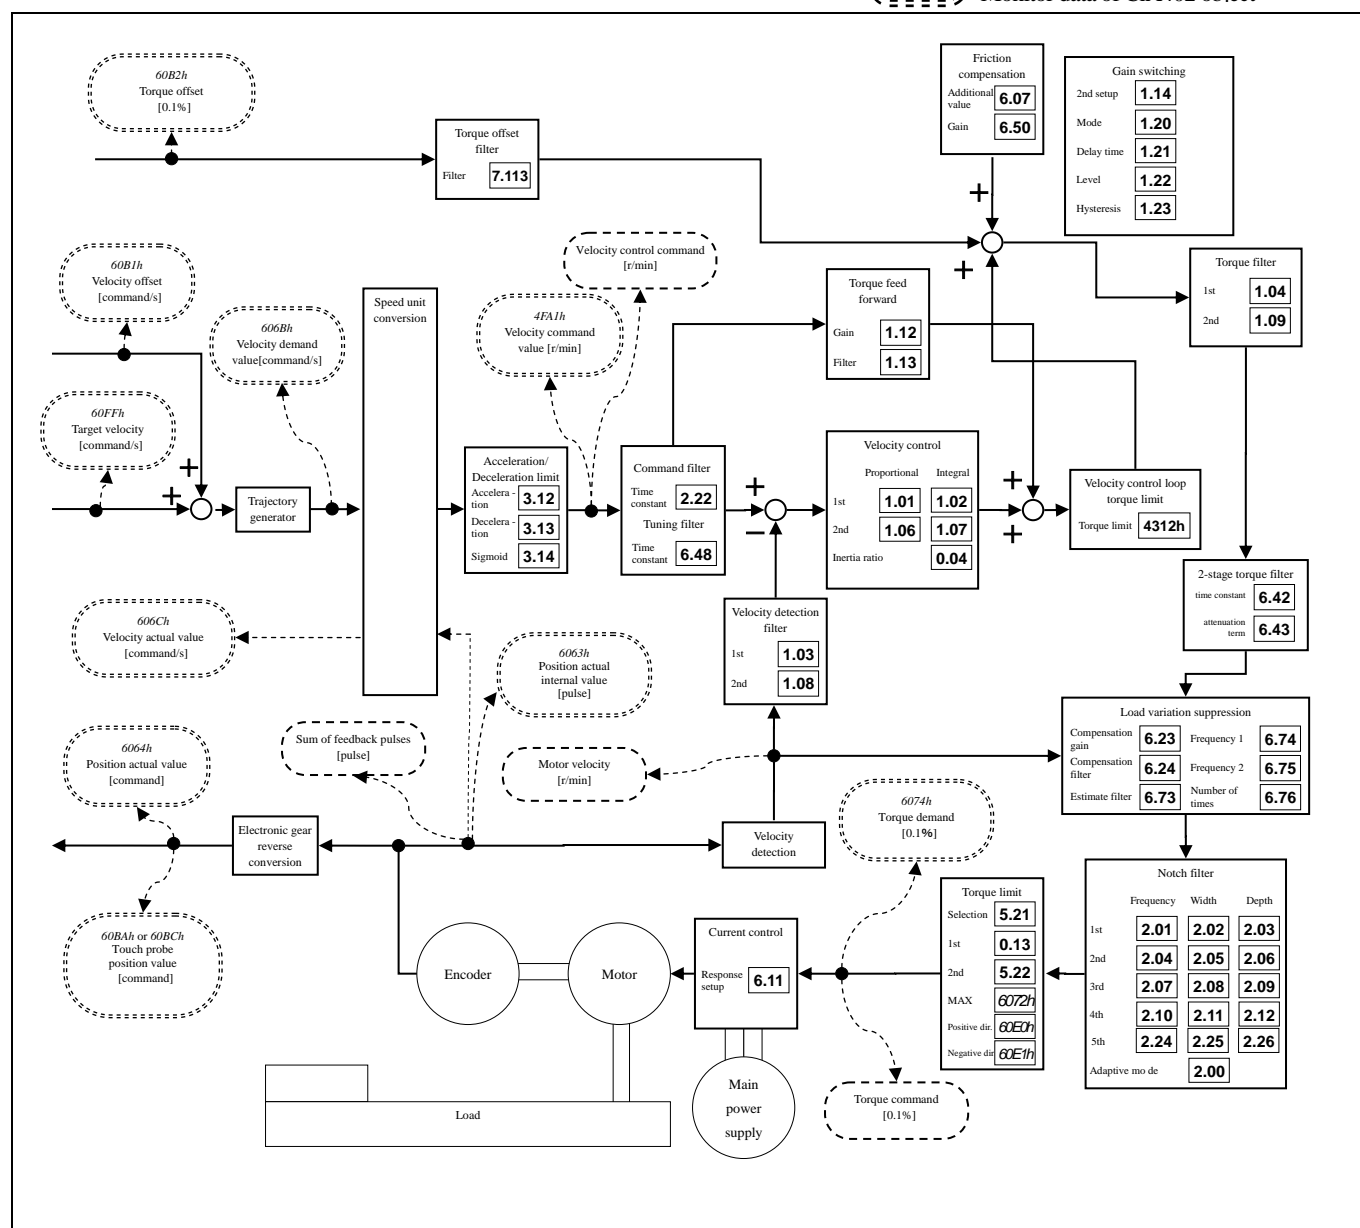 60B2h
Torque offset
[0.1%]
Torque offset
filter
Filter
7.113
Friction
compensation
Additional
value
6.07
Gain
6.50
Gain switching
2nd setup
1.14
Mode
1.20
Delay time
1.21
Level
1.22
Hysteresis
1.23
+
+
60B1h
Velocity offset
[command/s]
606Bh
Velocity demand
value[command/s]
60FFh
Target velocity
[command/s]
+
+
Trajectory
generator
Speed unit
conversion
Velocity control command
[r/min]
4FA1h
Velocity command
value [r/min]
Acceleration/
Deceleration limit
Accelera -
tion
3.12
Decelera -
tion
3.13
Sigmoid
3.14
Command filter
Time
constant
2.22
Tuning filter
Time
constant
6.48
+
−
Torque feed
forward
Gain
1.12
Filter
1.13
Velocity control
Proportional Integral
1st
1.01 1.02
2nd
1.06 1.07
Inertia ratio
0.04
+
+
Velocity control loop
torque limit
Torque limit
4312h
Torque filter
1st
1.04
2nd
1.09
2-stage torque filter
time constant
6.42
attenuation
term
6.43
606Ch
Velocity actual value
[command/s]
6063h
Position actual
internal value
[pulse]
Velocity detection
filter
1st
1.03
2nd
1.08
Load variation suppression
Compensation
gain
6.23
Frequency 1
6.74
Compensation
filter
6.24
Frequency 2
6.75
Estimate filter
6.73
Number of
times
6.76
6064h
Position actual value
[command]
Sum of feedback pulses
[pulse]
Motor velocity
[r/min]
6074h
Torque demand
[0.1%]
Electronic gear
reverse
conversion
Velocity
detection
60BAh or 60BCh
Touch probe
position value
[command]
Encoder
Motor
Current control
Response
setup
6.11
Torque limit
Selection
5.21
1st
0.13
2nd
5.22
MAX
6072h
Positive dir.
60E0h
Negative dir
60E1h
Notch filter
Frequency Width Depth
1st
2.01 2.02 2.03
2nd
2.04 2.05 2.06
3rd
2.07 2.08 2.09
4th
2.10 2.11 2.12
5th
2.24 2.25 2.26
Adaptive mo de
2.00
Load
Main
power
supply
Torque command
[0.1%]